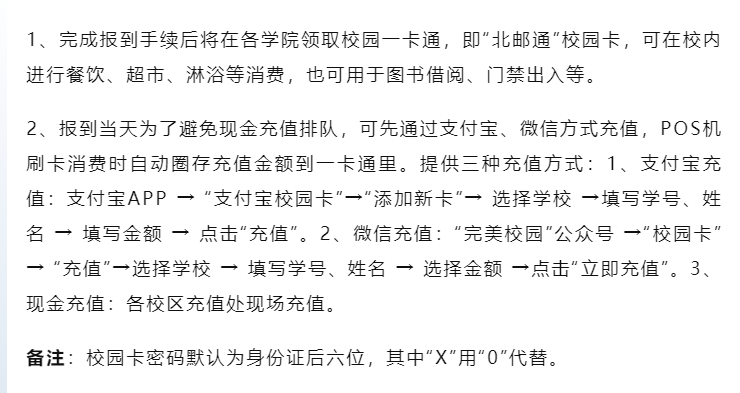 1、完成报到手续后将在各学院领取校园一卡通，即“北邮通”校园卡，可在校内
进行餐饮、超市、淋浴等消费，也可用于图书借阅、门禁出入等。
2、报到当天为了避免现金充值排队，可先通过支付宝、微信方式充值，POS机
刷卡消费时自动圈存充值金额到一卡通里。提供三种充值方式：1、支付宝充
值：支付宝APP → “支付宝校园卡”→“添加新卡”→ 选择学校 →填写学号、姓
名 → 填写金额 → 点击“充值”。2、微信充值：“完美校园”公众号 →“校园卡”
→ “充值”→选择学校 → 填写学号、姓名 → 选择金额 →点击“立即充值”。3、
现金充值：各校区充值处现场充值。
备注：校园卡密码默认为身份证后六位，其中“X”用“0”代替。